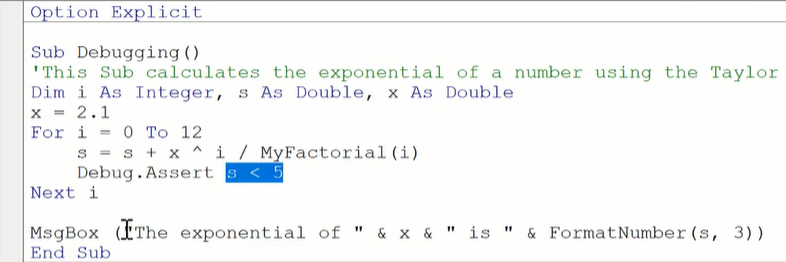 Option Explicit
Sub Debugging()
'This Sub calculates the exponential of a number using the Taylor
Dim i As Integer, s As Double, x As Double
x = 2.1
For i = 0 To 12
s = s + x ^ i / MyFactorial(i)
Debug.Assert s < 5
Next i
MsgBox ("The exponential of " & x & " is " & FormatNumber(s, 3))
End Sub